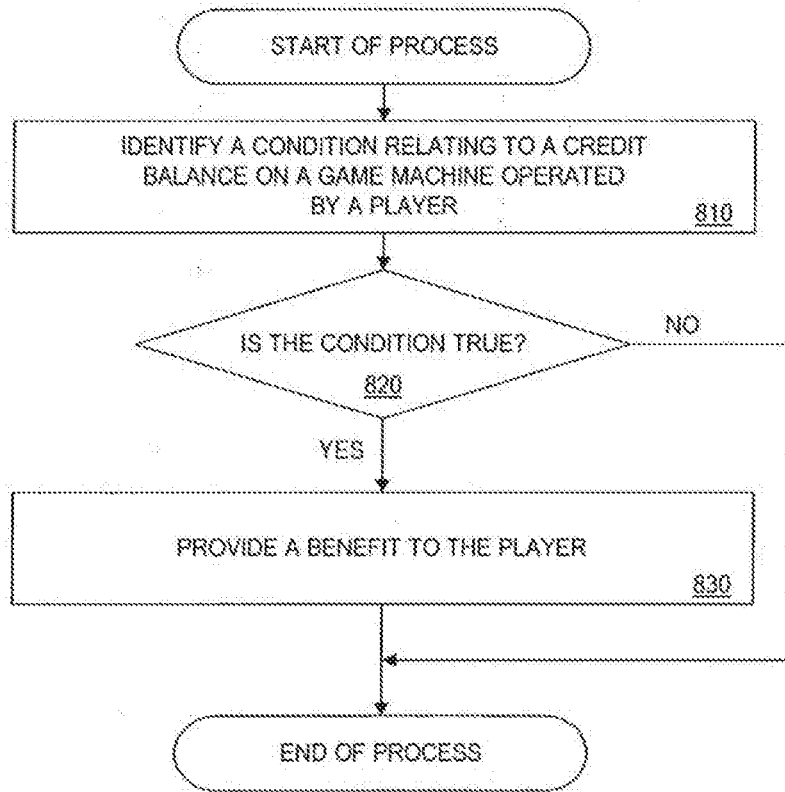 START OF PROCESS
IDENTIFY A CONDITION RELATING TO A CREDIT
BALANCE ON A GAME MACHINE OPERATED
BY A PLAYER
810
IS THE CONDITION TRUE?
NO
820
YES
PROVIDE A BENEFIT TO THE PLAYER
830
END OF PROCESS